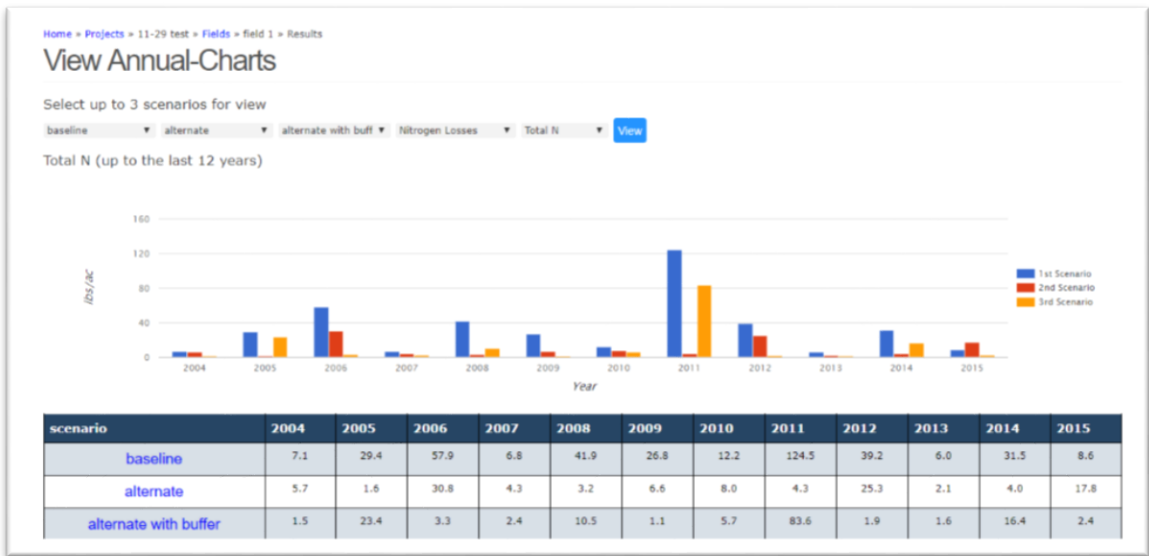 Home » Projects » 11-29 test » Fields » field 1 » Results
View Annual-Charts
Select up to 3 scenarios for view
baseline ▼ alternate ▼ alternate with buff ▼ Nitrogen Losses ▼ Total N ▼ View
Total N (up to the last 12 years)
160
120
80
40
0
lbs/ac
2004 2005 2006 2007 2008 2009 2010 2011 2012 2013 2014 2015
Year
1st Scenario
2nd Scenario
3rd Scenario
scenario 2004 2005 2006 2007 2008 2009 2010 2011 2012 2013 2014 2015
baseline 7.1 29.4 57.9 6.8 41.9 26.8 12.2 124.5 39.2 6.0 31.5 8.6
alternate 5.7 1.6 30.8 4.3 3.2 6.6 8.0 4.3 25.3 2.1 4.0 17.8
alternate with buffer 1.5 23.4 3.3 2.4 10.5 1.1 5.7 83.6 1.9 1.6 16.4 2.4